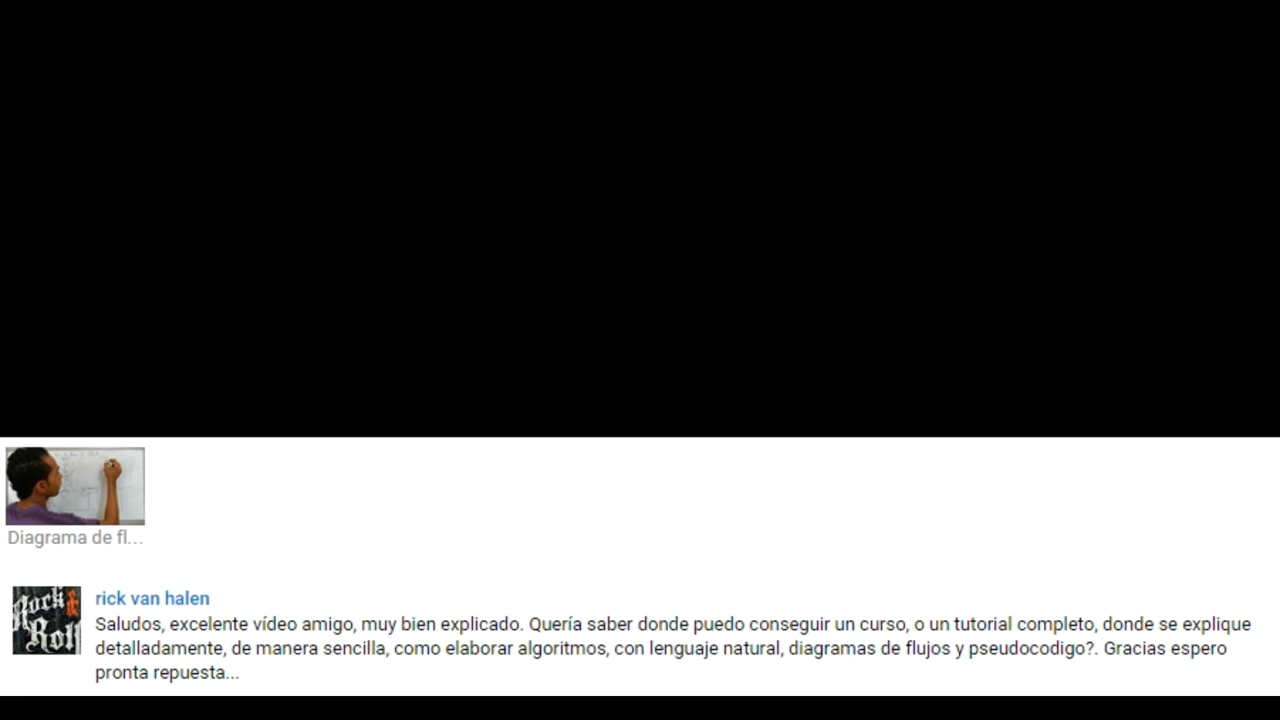 Diagrama de fl...
Rock &
Roll
rick van halen
Saludos, excelente vídeo amigo, muy bien explicado. Quería saber donde puedo conseguir un curso, o un tutorial completo, donde se explique
detalladamente, de manera sencilla, como elaborar algoritmos, con lenguaje natural, diagramas de flujos y pseudocodigo?. Gracias espero
pronta repuesta...